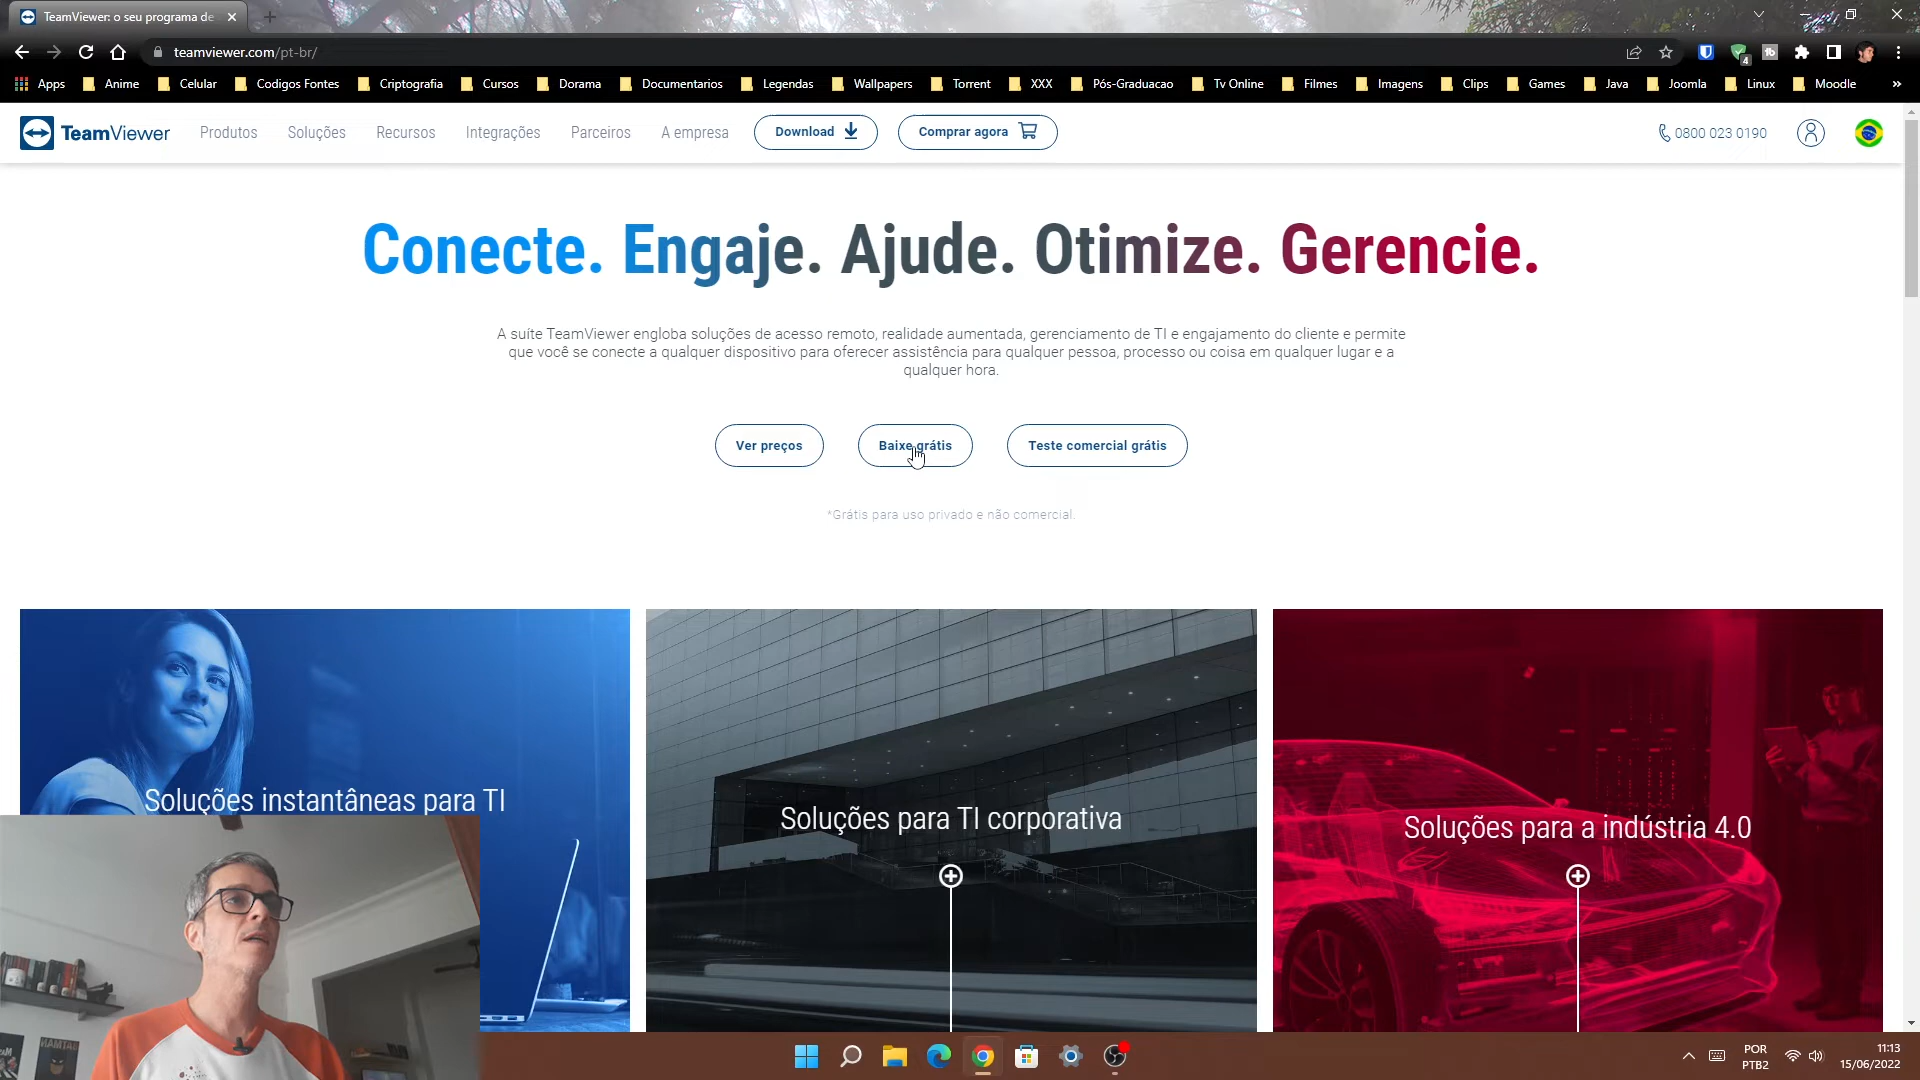 TeamViewer: o seu programa de
teamviewer.com/pt-br/
4
Apps
Anime
Celular
Codigos Fontes
Criptografia
Cursos
Dorama
Documentarios
Legendas
Wallpapers
Torrent
XXX
Pós-Graduacao
Tv Online
Filmes
Imagens
Clips
Games
Java
Joomla
Linux
Moodle
»
TeamViewer
Produtos
Soluções
Recursos
Integrações
Parceiros
A empresa
Download
Comprar agora
0800 023 0190
Conecte. Engaje. Ajude. Otimize. Gerencie.
A suíte TeamViewer engloba soluções de acesso remoto, realidade aumentada, gerenciamento de TI e engajamento do cliente e permite
que você se conecte a qualquer dispositivo para oferecer assistência para qualquer pessoa, processo ou coisa em qualquer lugar e a
qualquer hora.
Ver preços
Baixe grátis
Teste comercial grátis
*Grátis para uso privado e não comercial.
Soluções instantâneas para TI
Soluções para TI corporativa
Soluções para a indústria 4.0
POR
PTB2
11:13
15/06/2022